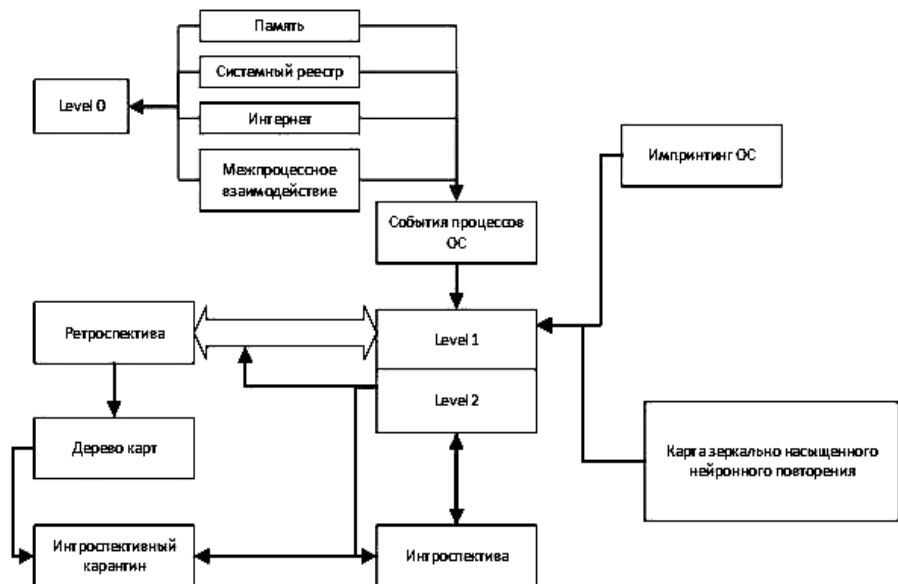 Память
Системный реестр
Level 0
Интернет
Межпроцессное
взаимодействие
Импринтинг ОС
События процессов
ОС
Ретроспектива
Level 1
Level 2
Дерево карт
Карта зеркально насыщенного
нейронного повторения
Интроспективный
карантин
Интроспектива